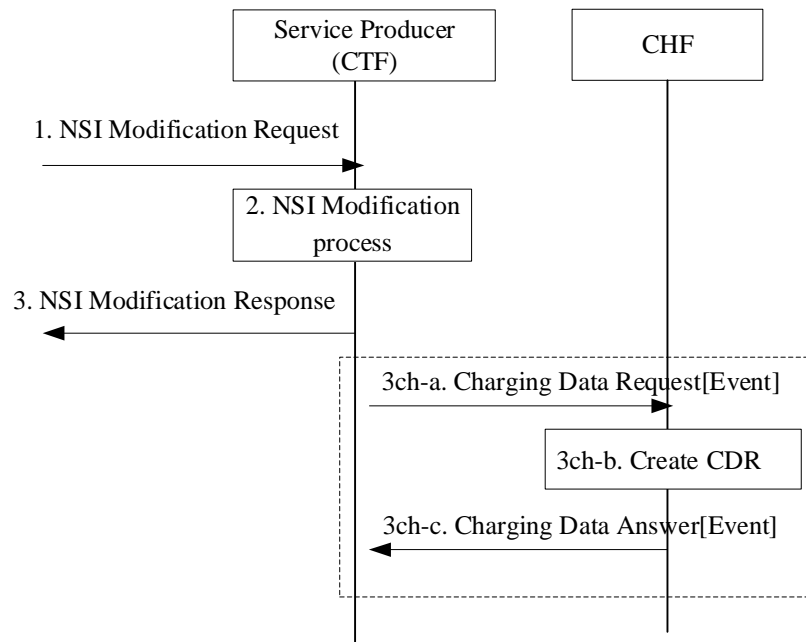 Service Producer
(CTF)
CHF
1. NSI Modification Request
2. NSI Modification
process
3. NSI Modification Response
3ch-a. Charging Data Request[Event]
3ch-b. Create CDR
3ch-c. Charging Data Answer[Event]